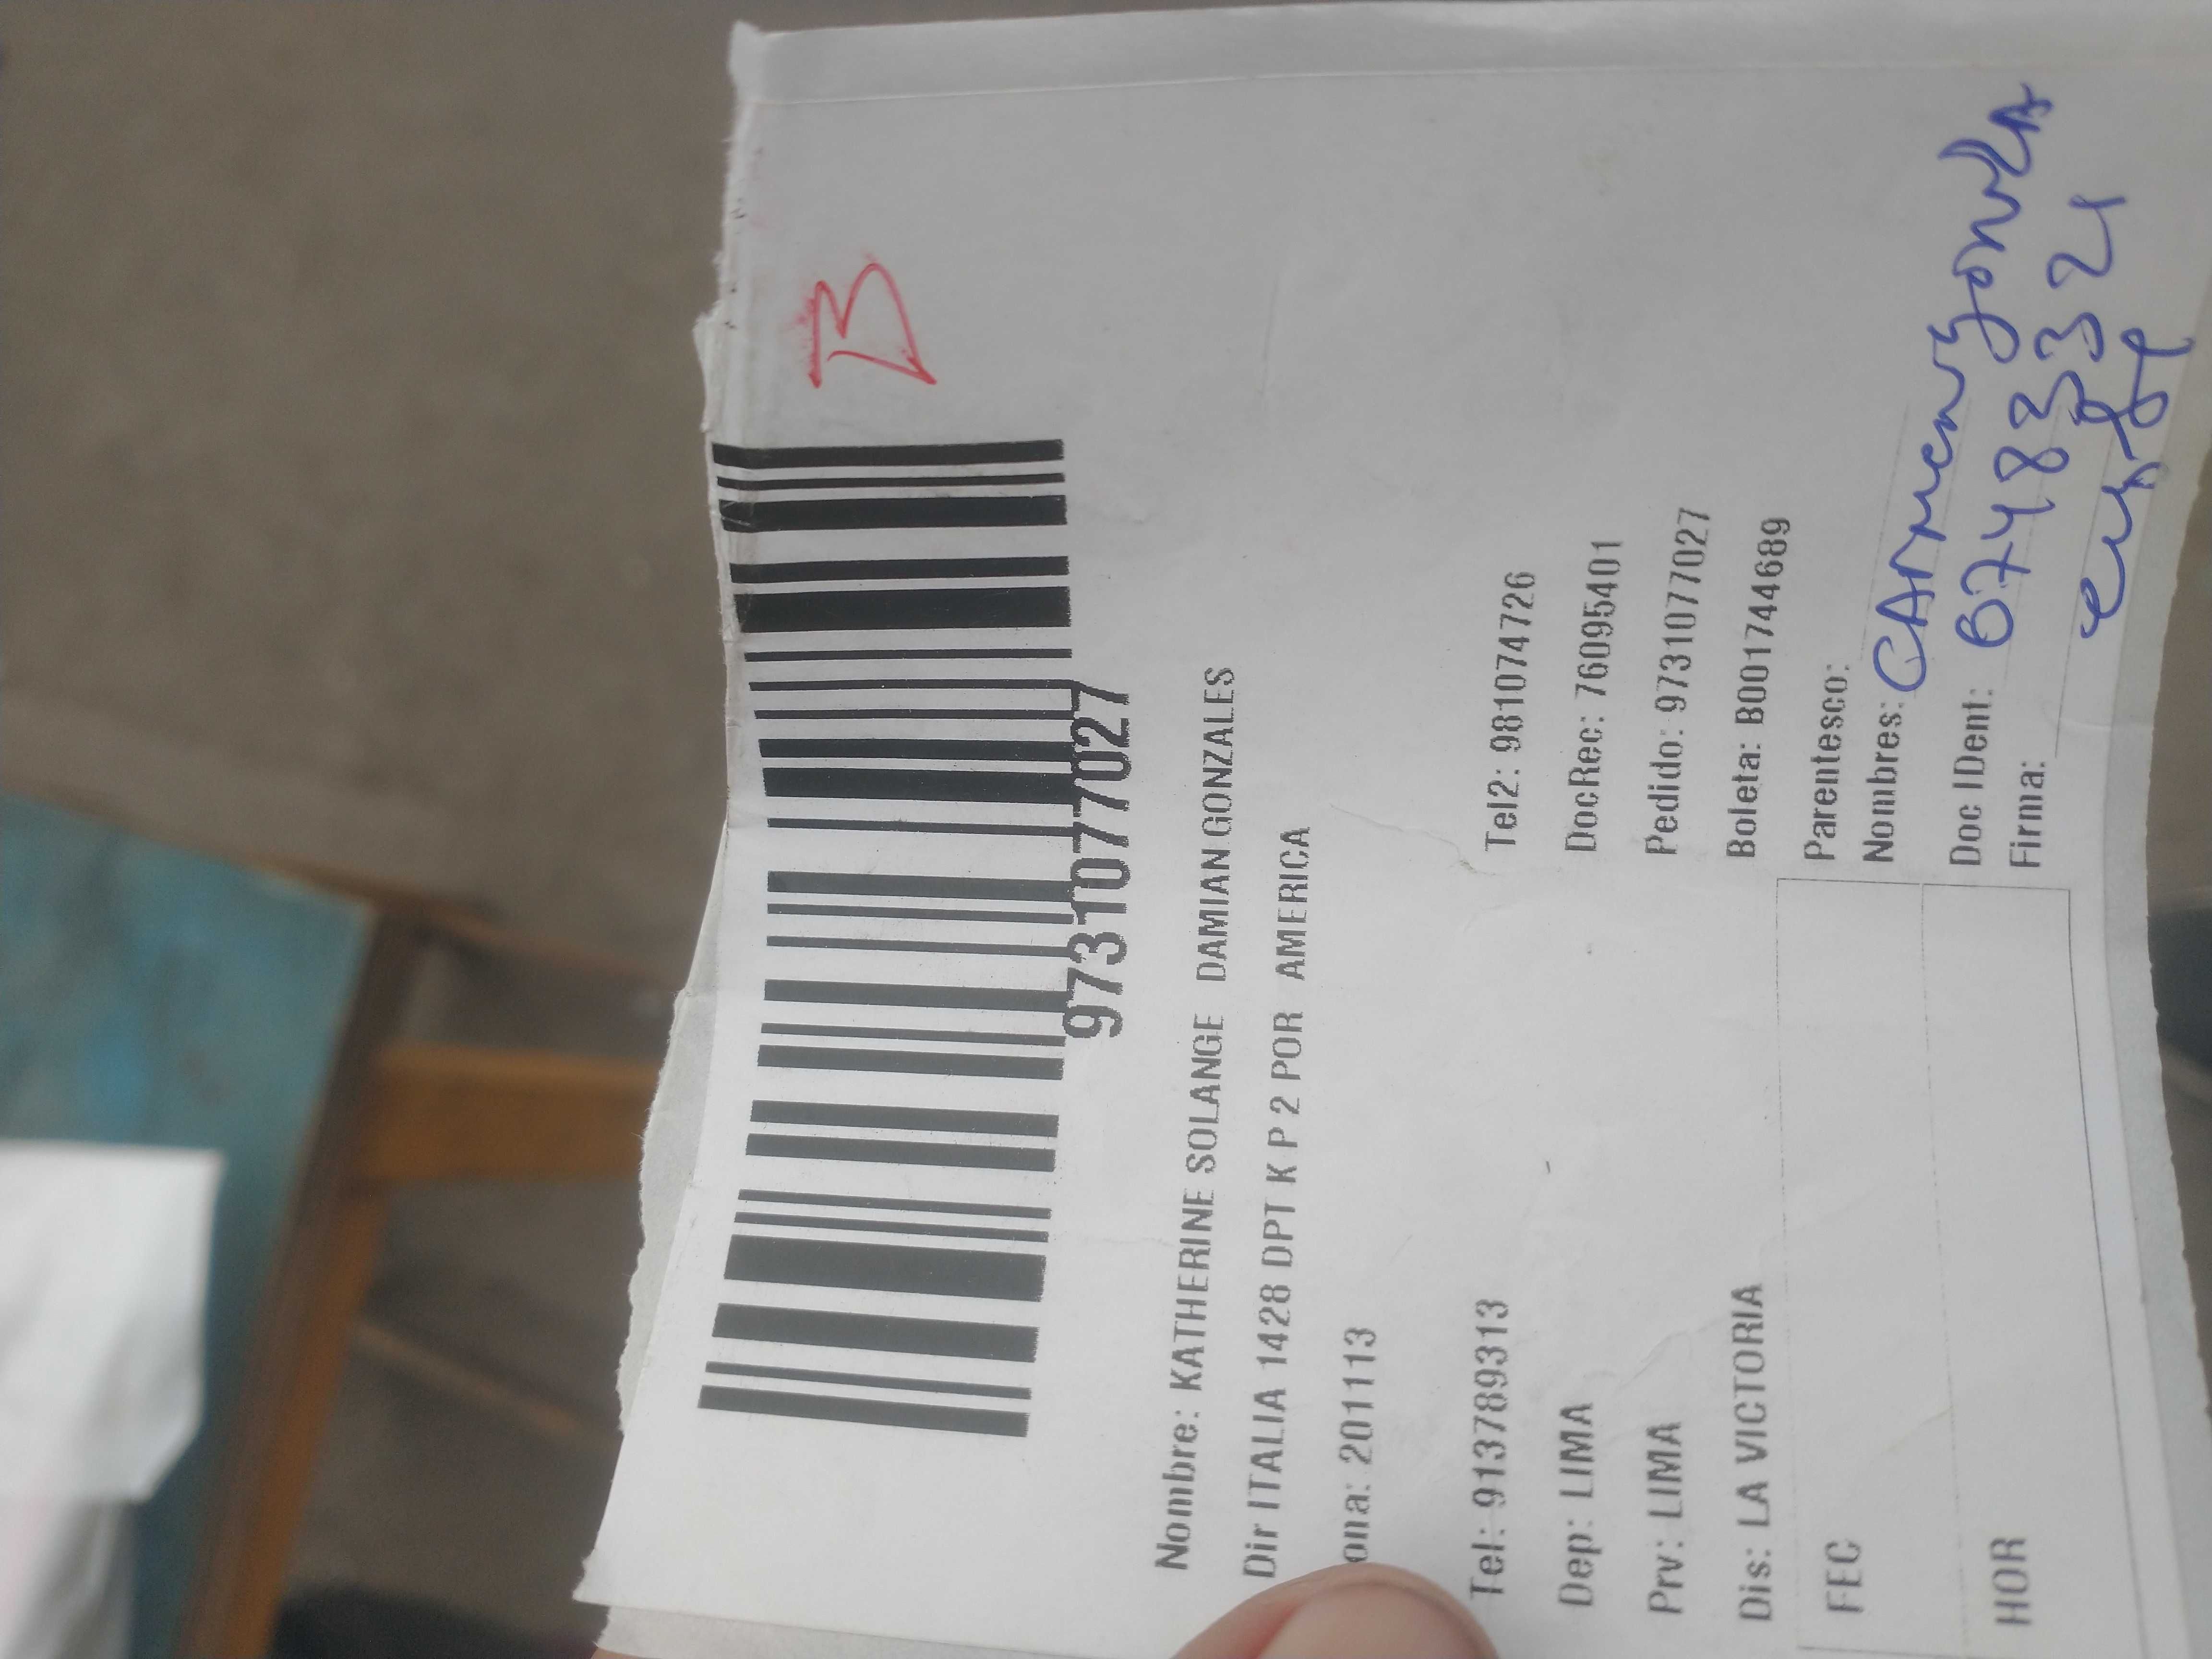 B
9731077027
Nombre: KATHERINE SOLANGE DAMIAN GONZALES
Dir ITALIA 1428 DPT K P 2 POR AMERICA
ona: 201113
Tel: 913789313 Tel2: 981074726
Dep: LIMA DocRec: 76095401
Prv: LIMA Pedido: 9731077027
Dis: LA VICTORIA Boleta: B001744689
Parentesco:
FEC Nombres: CArmen
HOR Doc IDent: 07483324
Firma: